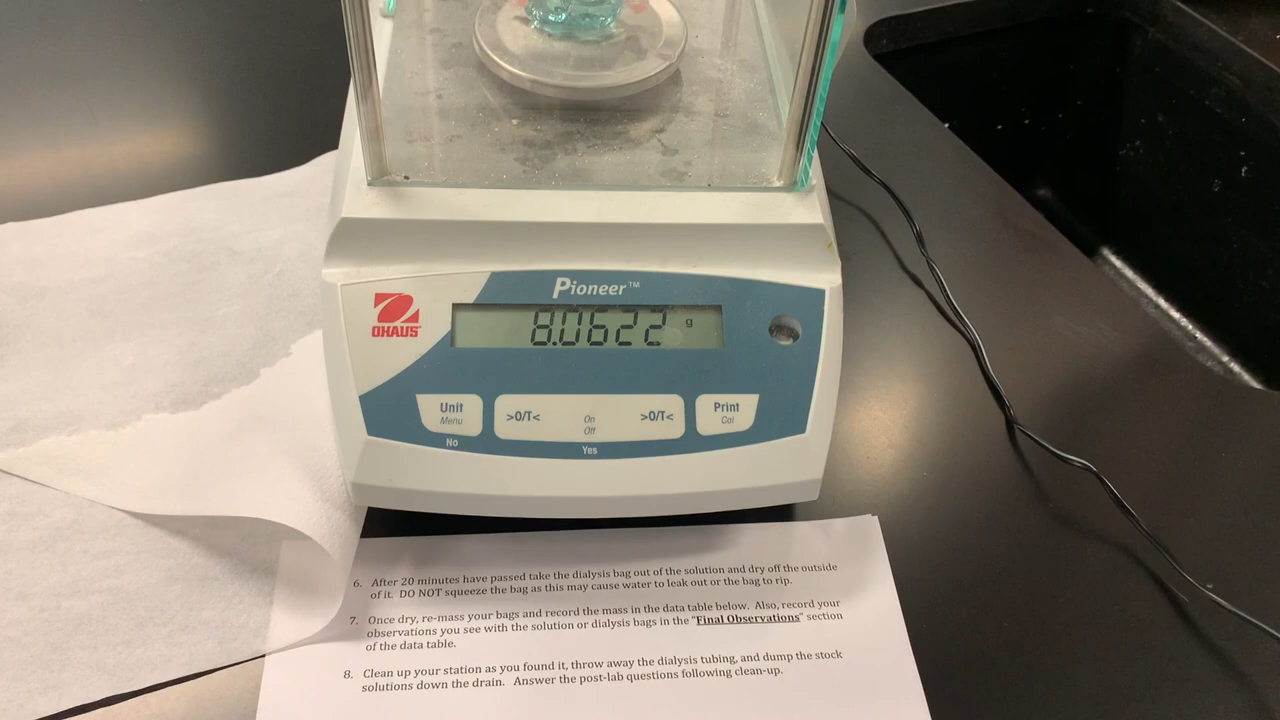 Pioneer™
OHAUS
8.0622 g
Unit
Menu
No
>0/T<
On
Off
>0/T<
Yes
Print
Cal
6. After 20 minutes have passed take the dialysis bag out of the solution and dry off the outside
of it. DO NOT squeeze the bag as this may cause water to leak out or the bag to rip.
7. Once dry, re-mass your bags and record the mass in the data table below. Also, record your
observations you see with the solution or dialysis bags in the "Final Observations" section
of the data table.
8. Clean up your station as you found it, throw away the dialysis tubing, and dump the stock
solutions down the drain. Answer the post-lab questions following clean-up.